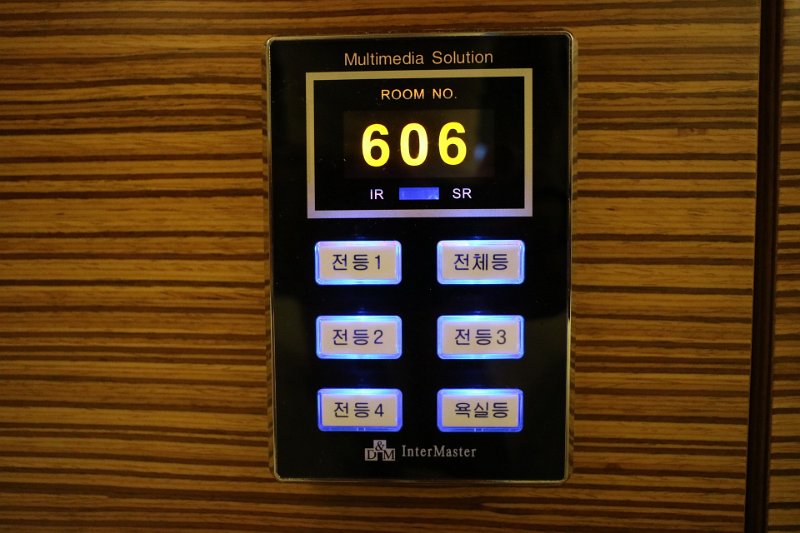 Multimedia Solution
ROOM NO.
606
IR SR
전등1 전체등
전등2 전등3
전등4 욕실등
D&M InterMaster